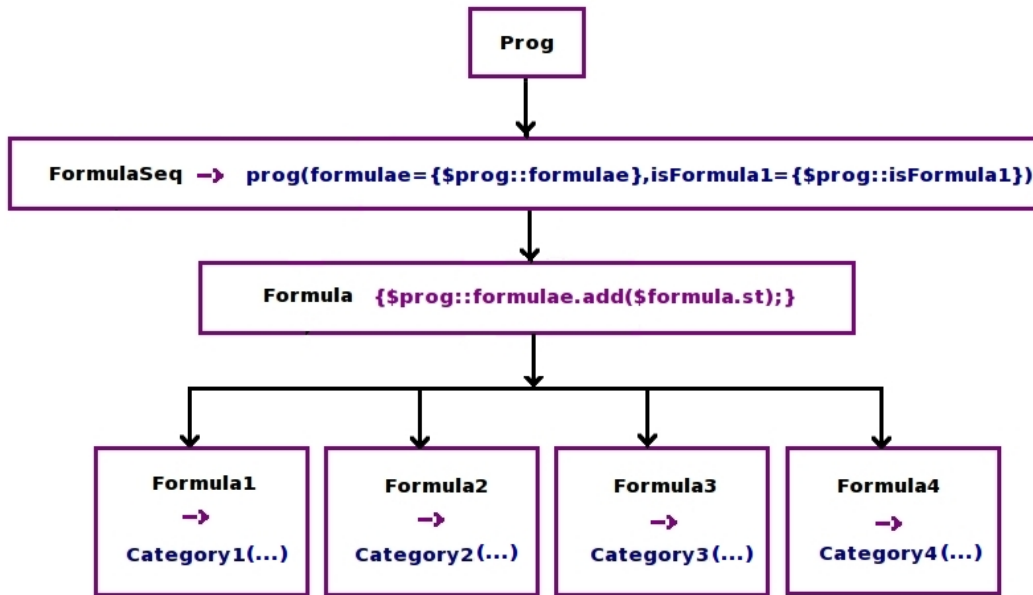 Prog
FormulaSeq → prog(formulae={$prog::formulae},isFormula1={$prog::isFormula1})
Formula {$prog::formulae.add($formula.st);}
Formula1
→
Category1(...)
Formula2
→
Category2(...)
Formula3
→
Category3(...)
Formula4
→
Category4(...)